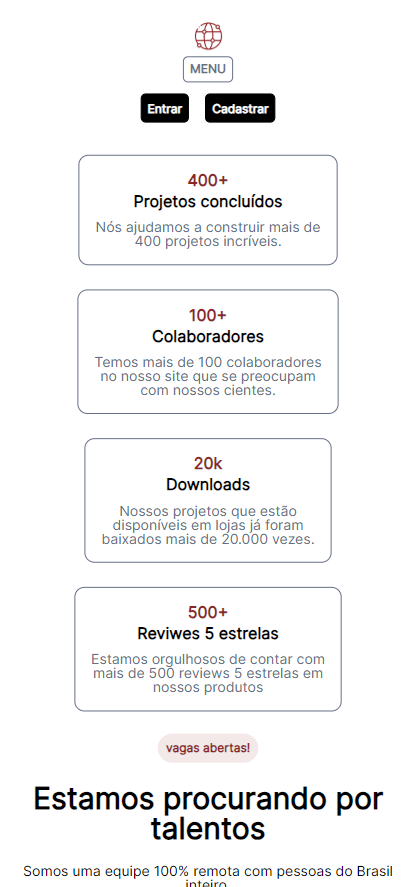 MENU
Entrar Cadastrar
400+
Projetos concluídos
Nós ajudamos a construir mais de
400 projetos incríveis.
100+
Colaboradores
Temos mais de 100 colaboradores
no nosso site que se preocupam
com nossos cientes.
20k
Downloads
Nossos projetos que estão
disponíveis em lojas já foram
baixados mais de 20.000 vezes.
500+
Reviwes 5 estrelas
Estamos orgulhosos de contar com
mais de 500 reviews 5 estrelas em
nossos produtos
vagas abertas!
Estamos procurando por
talentos
Somos uma equipe 100% remota com pessoas do Brasil
inteiro